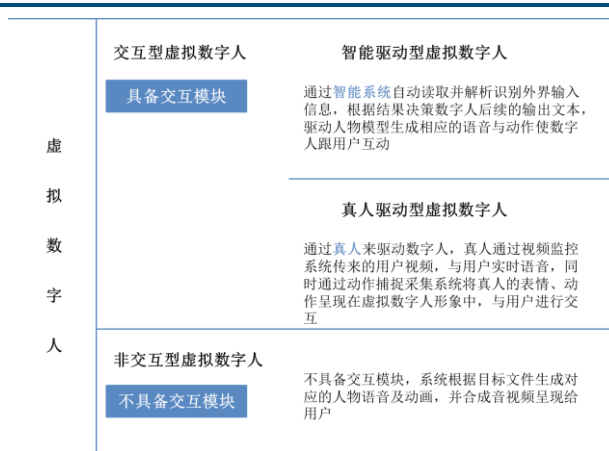 虚
拟
数
字
人
交互型虚拟数字人
具备交互模块
智能驱动型虚拟数字人
通过智能系统自动读取并解析识别外界输入
信息，根据结果决策数字人后续的输出文本，
驱动人物模型生成相应的语音与动作使数字
人跟用户互动
真人驱动型虚拟数字人
通过真人来驱动数字人，真人通过视频监控
系统传来的用户视频，与用户实时语音，同
时通过动作捕捉采集系统将真人的表情、动
作呈现在虚拟数字人形象中，与用户进行交
互
非交互型虚拟数字人
不具备交互模块
不具备交互模块，系统根据目标文件生成对
应的人物语音及动画，并合成音视频呈现给
用户